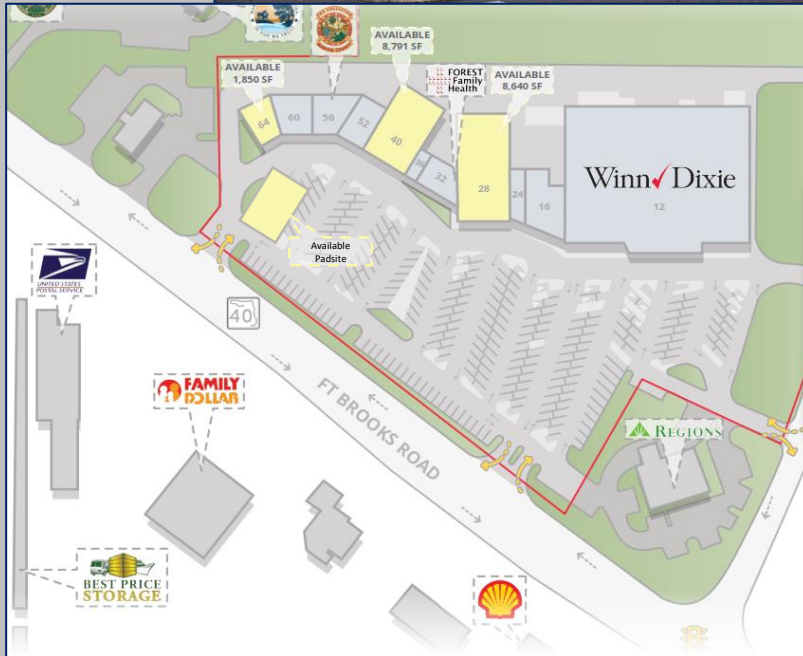 AVAILABLE
8,791 SF
AVAILABLE
1,850 SF
FOREST
Family
Health
AVAILABLE
8,640 SF
64
60
56
52
40
32
28
24
16
Winn Dixie
12
Available
Padsite
UNITED STATES
POSTAL SERVICE
40
FAMILY
DOLLAR
FT BROOKS ROAD
REGIONS
BEST PRICE
STORAGE